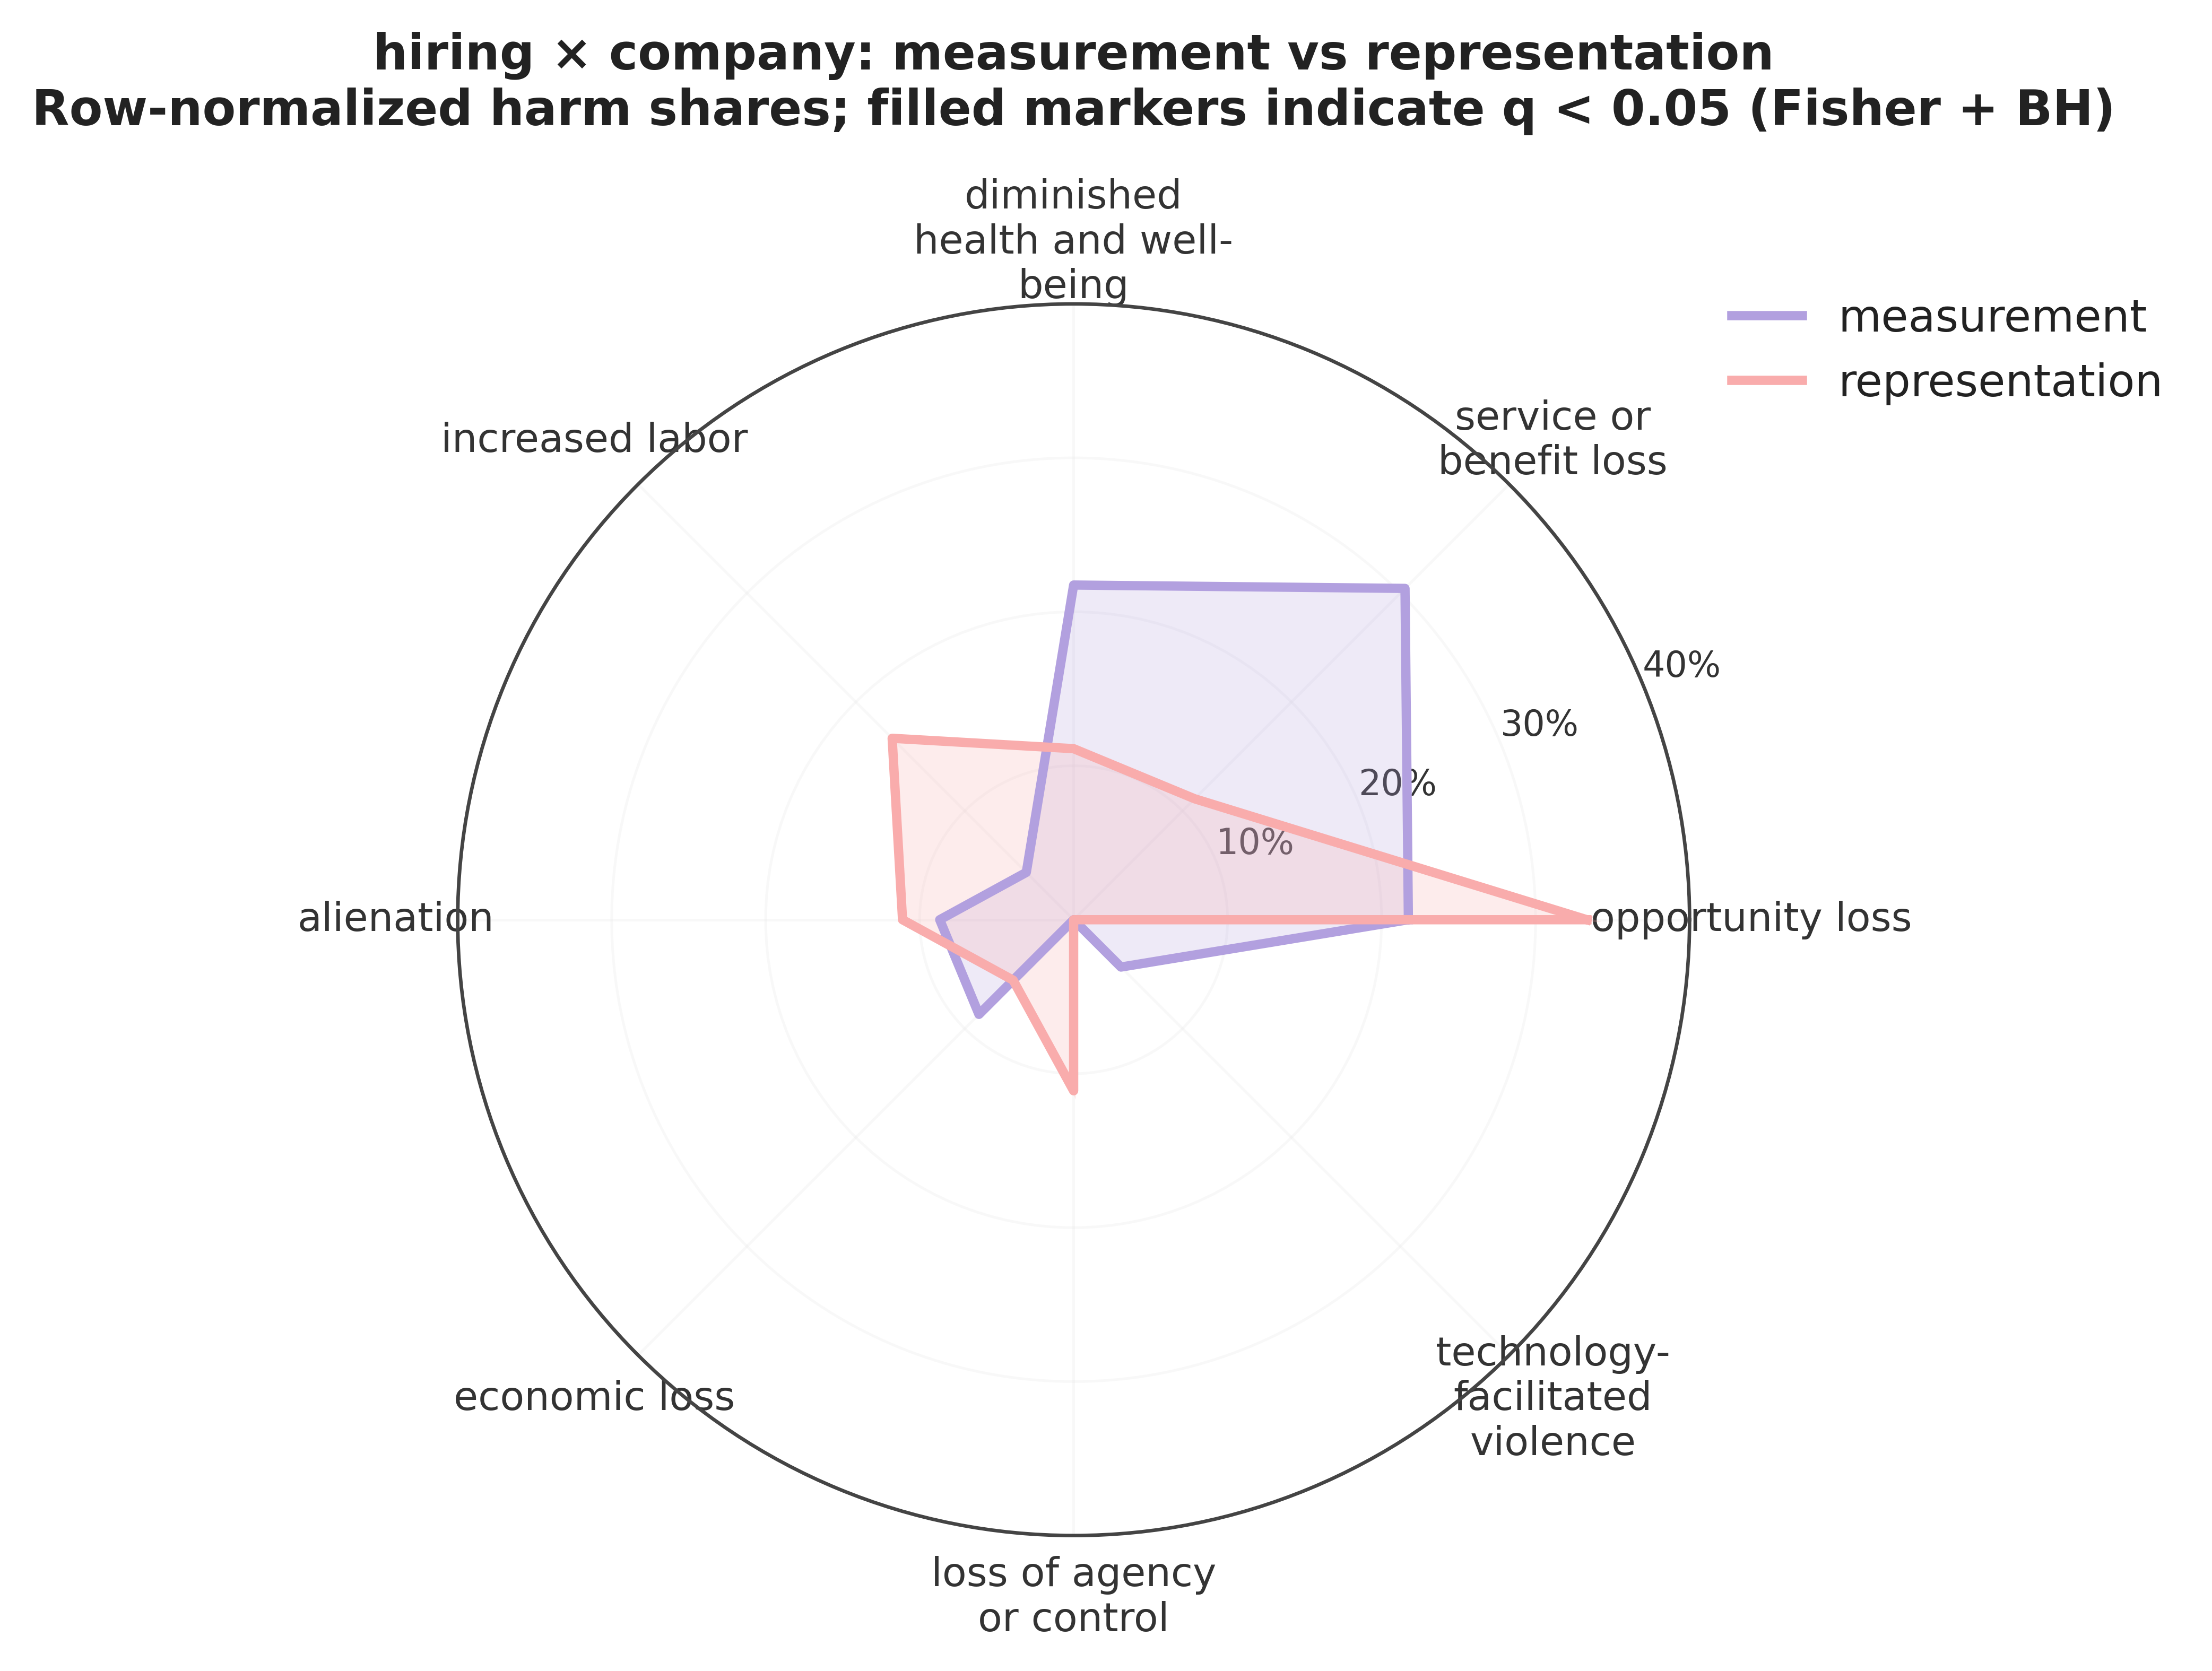 hiring × company: measurement vs representation
Row-normalized harm shares; filled markers indicate q < 0.05 (Fisher + BH)
diminished
health and well-
being
measurement
representation
service or
benefit loss
increased labor
40%
30%
20%
10%
alienation
opportunity loss
economic loss
technology-
facilitated
violence
loss of agency
or control